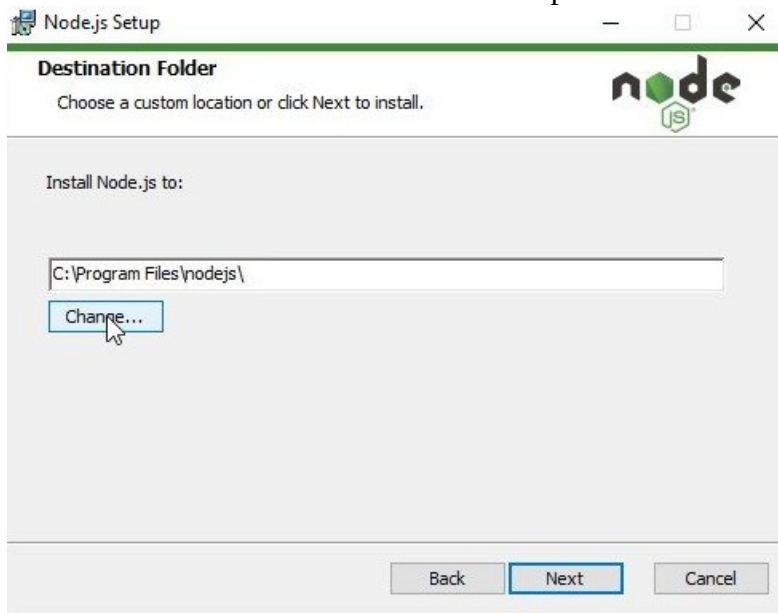 Node.js Setup
Destination Folder
Choose a custom location or click Next to install.
node
JS
Install Node.js to:
C:\Program Files\nodejs\
Change...
Back Next Cancel